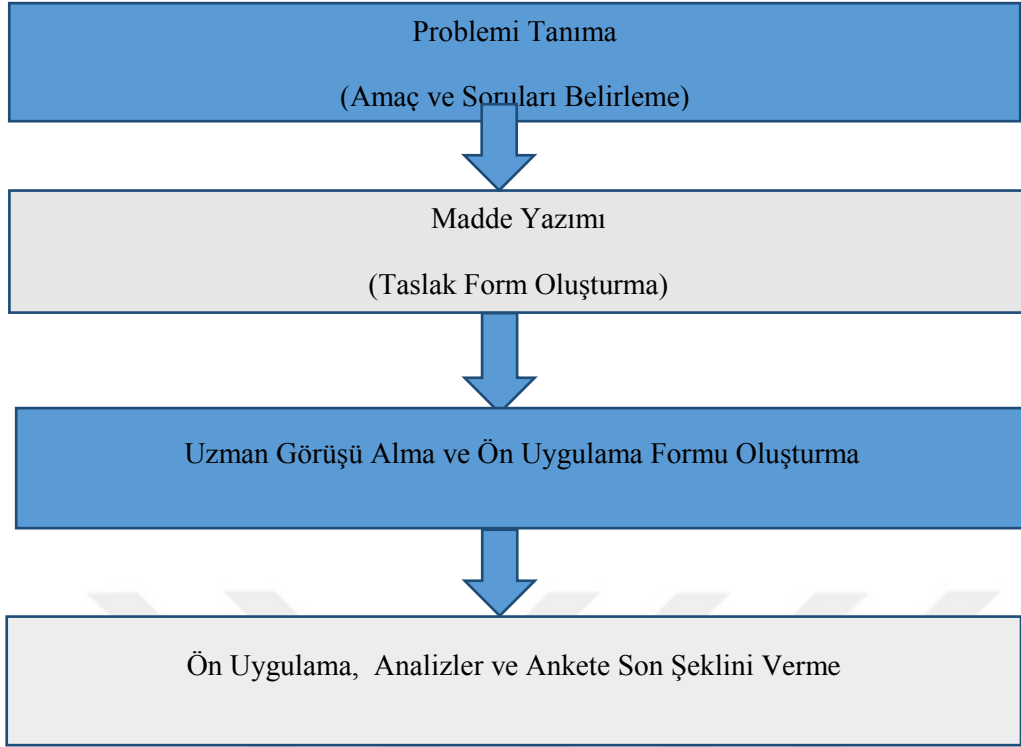 Problemi Tanıma
(Amaç ve Soruları Belirleme)
Madde Yazımı
(Taslak Form Oluşturma)
Uzman Görüşü Alma ve Ön Uygulama Formu Oluşturma
Ön Uygulama, Analizler ve Ankete Son Şeklini Verme